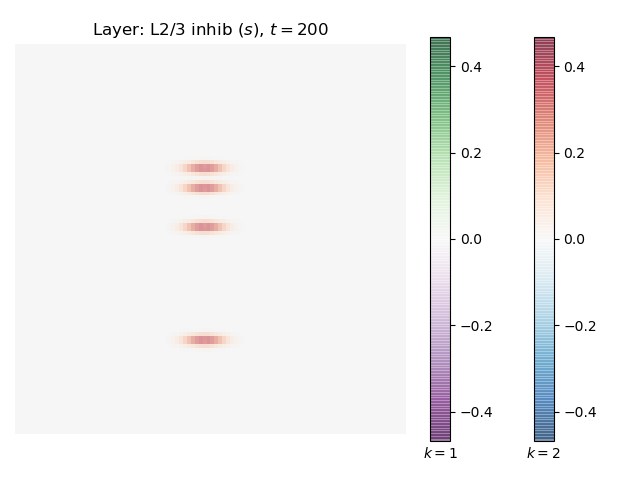 Layer: L2/3 inhib (s), t = 200
0.4 0.4
0.2 0.2
0.0 0.0
−0.2 −0.2
−0.4 −0.4
k = 1 k = 2